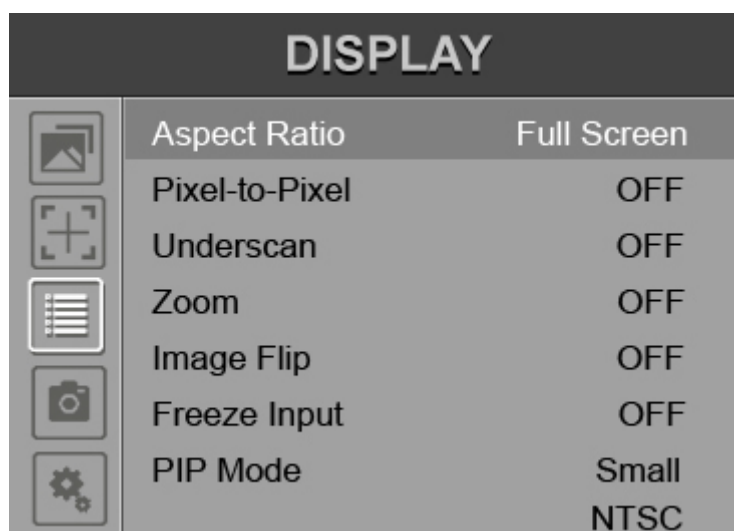 DISPLAY
Aspect Ratio Full Screen
Pixel-to-Pixel OFF
Underscan OFF
Zoom OFF
Image Flip OFF
Freeze Input OFF
PIP Mode Small
NTSC